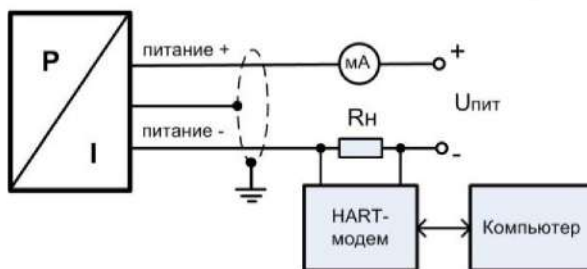 P
I
питание +
мА
+
Uпит
питание -
Rн
-
HART-
модем
Компьютер